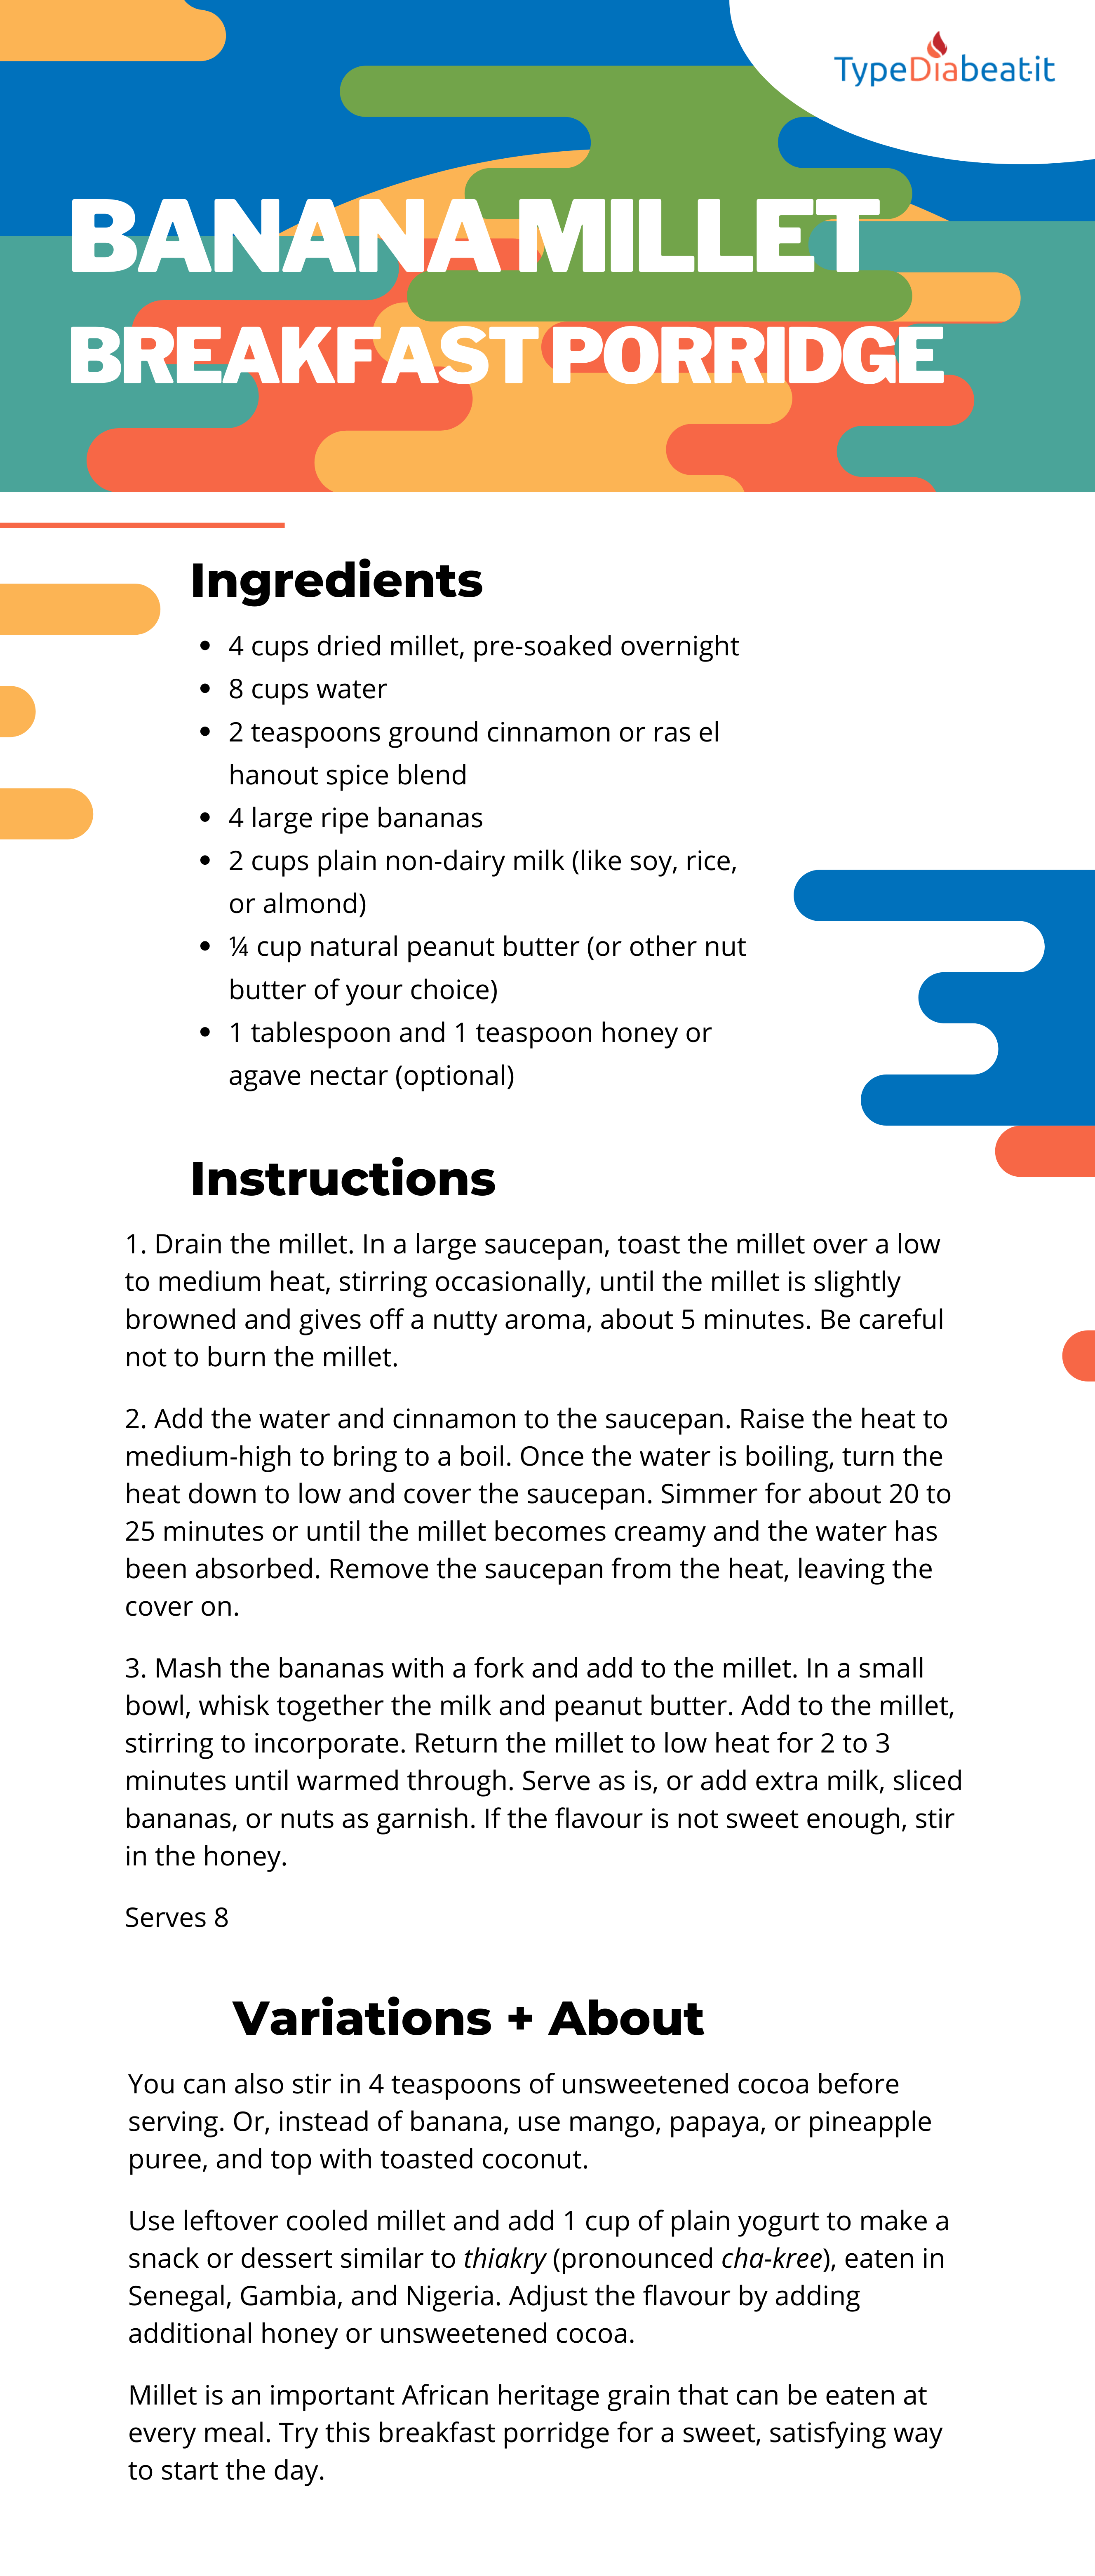 TypeDiabeat·it
BANANA MILLET
BREAKFAST PORRIDGE
Ingredients
• 4 cups dried millet, pre-soaked overnight
• 8 cups water
• 2 teaspoons ground cinnamon or ras el
hanout spice blend
• 4 large ripe bananas
• 2 cups plain non-dairy milk (like soy, rice,
or almond)
• ¼ cup natural peanut butter (or other nut
butter of your choice)
• 1 tablespoon and 1 teaspoon honey or
agave nectar (optional)
Instructions
1. Drain the millet. In a large saucepan, toast the millet over a low
to medium heat, stirring occasionally, until the millet is slightly
browned and gives off a nutty aroma, about 5 minutes. Be careful
not to burn the millet.
2. Add the water and cinnamon to the saucepan. Raise the heat to
medium-high to bring to a boil. Once the water is boiling, turn the
heat down to low and cover the saucepan. Simmer for about 20 to
25 minutes or until the millet becomes creamy and the water has
been absorbed. Remove the saucepan from the heat, leaving the
cover on.
3. Mash the bananas with a fork and add to the millet. In a small
bowl, whisk together the milk and peanut butter. Add to the millet,
stirring to incorporate. Return the millet to low heat for 2 to 3
minutes until warmed through. Serve as is, or add extra milk, sliced
bananas, or nuts as garnish. If the flavour is not sweet enough, stir
in the honey.
Serves 8
Variations + About
You can also stir in 4 teaspoons of unsweetened cocoa before
serving. Or, instead of banana, use mango, papaya, or pineapple
puree, and top with toasted coconut.
Use leftover cooled millet and add 1 cup of plain yogurt to make a
snack or dessert similar to thiakry (pronounced cha-kree), eaten in
Senegal, Gambia, and Nigeria. Adjust the flavour by adding
additional honey or unsweetened cocoa.
Millet is an important African heritage grain that can be eaten at
every meal. Try this breakfast porridge for a sweet, satisfying way
to start the day.